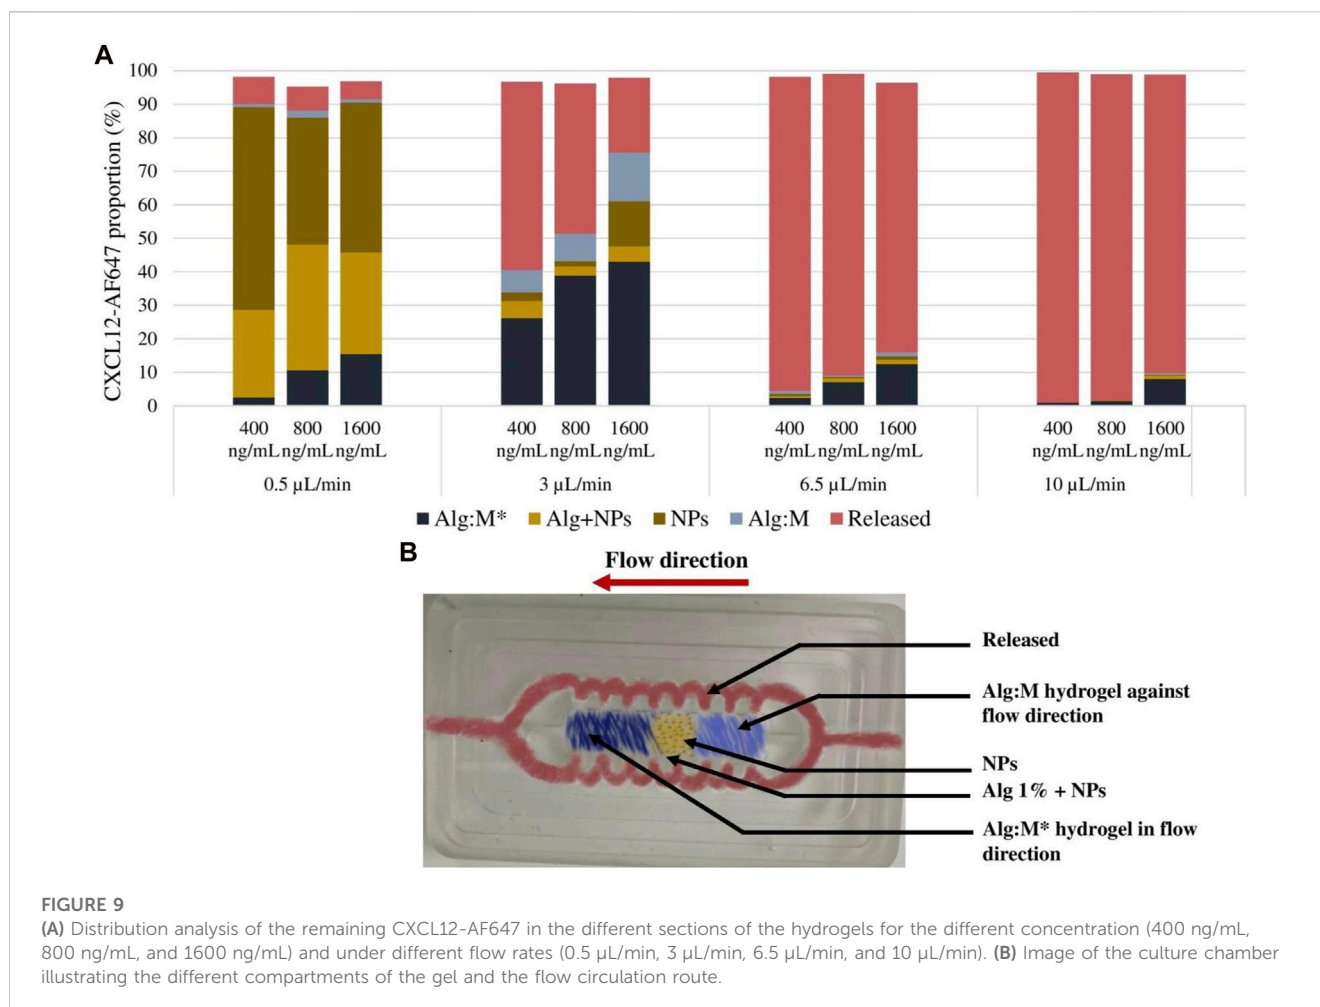 A
CXCL12-AF647 proportion (%)
100
90
80
70
60
50
40
30
20
10
0
400 800 1600 400 800 1600 400 800 1600 400 800 1600
ng/mL ng/mL ng/mL ng/mL ng/mL ng/mL ng/mL ng/mL ng/mL ng/mL ng/mL ng/mL
0.5 µL/min 3 µL/min 6.5 µL/min 10 µL/min
Alg:M* Alg+NPs NPs Alg:M Released
B
Flow direction
Released
Alg:M hydrogel against
flow direction
NPs
Alg 1% + NPs
Alg:M* hydrogel in flow
direction
FIGURE 9
(A) Distribution analysis of the remaining CXCL12-AF647 in the different sections of the hydrogels for the different concentration (400 ng/mL,
800 ng/mL, and 1600 ng/mL) and under different flow rates (0.5 µL/min, 3 µL/min, 6.5 µL/min, and 10 µL/min). (B) Image of the culture chamber
illustrating the different compartments of the gel and the flow circulation route.